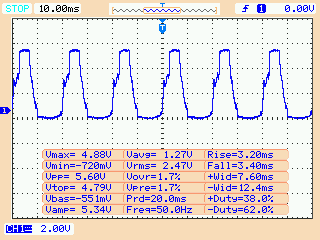 STOP 10.00ms T f 1 0.00V
T
1
Vmax= 4.88V Vavg= 1.27V Rise=3.20ms
Vmin=-720mV Vrms= 2.47V Fall=3.40ms
Vpp= 5.60V Vovr=1.7% +Wid=7.60ms
Vtop= 4.79V Vpre=1.7% -Wid=12.4ms
Vbas=-551mV Prd=20.0ms +Duty=38.0%
Vamp= 5.34V Freq=50.0Hz -Duty=62.0%
CH1 2.00V